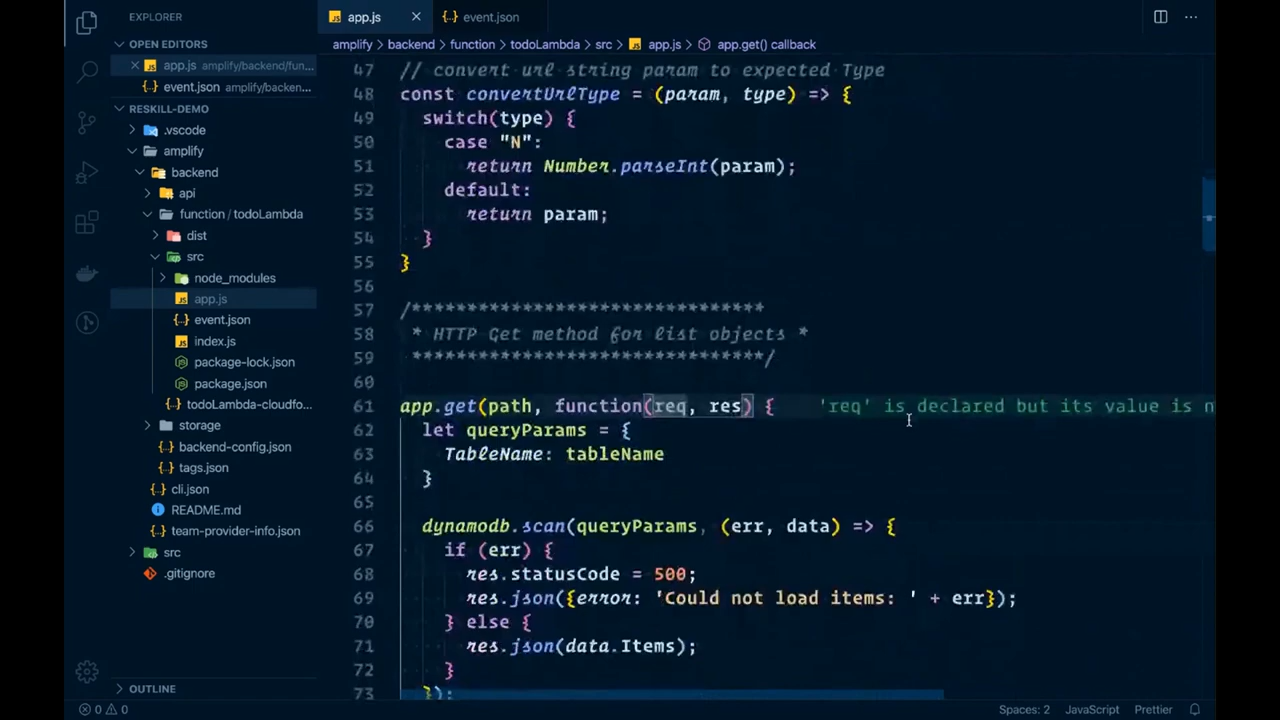 EXPLORER
OPEN EDITORS
app.js amplify/backend/fun...
event.json amplify/backen...
RESKILL-DEMO
.vscode
amplify
backend
api
function / todoLambda
dist
src
node_modules
app.js
event.json
index.js
package-lock.json
package.json
todoLambda-cloudfo...
storage
backend-config.json
tags.json
cli.json
README.md
team-provider-info.json
src
.gitignore
OUTLINE
app.js
event.json
amplify > backend > function > todoLambda > src > app.js > app.get() callback
47 // convert url string param to expected Type
48 const convertUrlType = (param, type) => {
49 switch(type) {
50 case "N":
51 return Number.parseInt(param);
52 default:
53 return param;
54 }
55 }
56
57 /********************************
58 * HTTP Get method for list objects *
59 ********************************/
60
61 app.get(path, function(req, res) { 'req' is declared but its value is n
62 let queryParams = {
63 TableName: tableName
64 }
65
66 dynamodb.scan(queryParams, (err, data) => {
67 if (err) {
68 res.statusCode = 500;
69 res.json({error: 'Could not load items: ' + err});
70 } else {
71 res.json(data.Items);
72 }
73 });
0 0
Spaces: 2 JavaScript Prettier